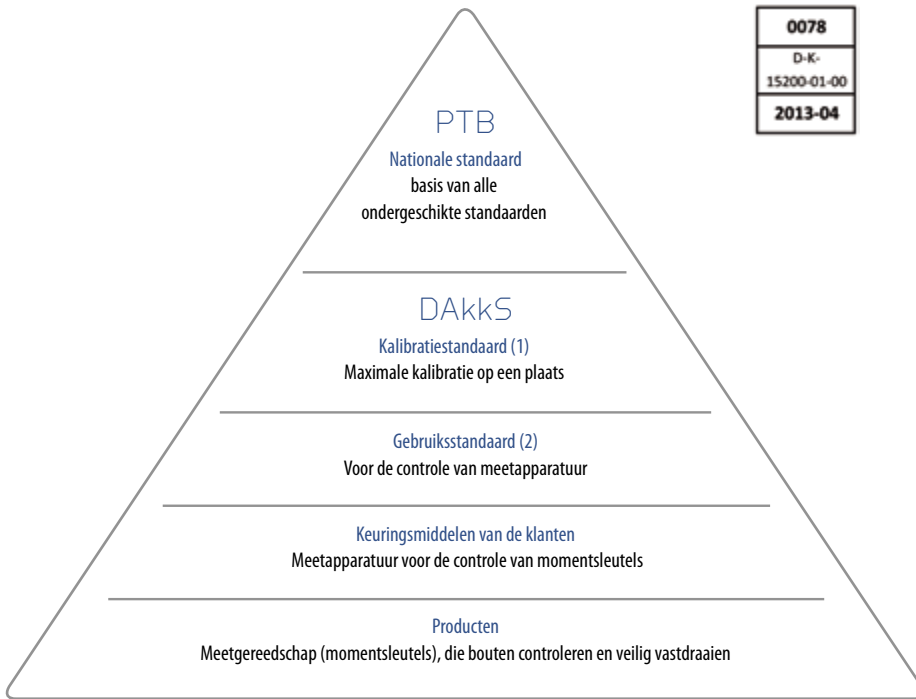 0078
D-K-
15200-01-00
2013-04
PTB
Nationale standaard
basis van alle
ondergeschikte standaarden
DAkkS
Kalibratiestandaard (1)
Maximale kalibratie op een plaats
Gebruiksstandaard (2)
Voor de controle van meetapparatuur
Keuringsmiddelen van de klanten
Meetapparatuur voor de controle van momentsleutels
Producten
Meetgereedschap (momentsleutels), die bouten controleren en veilig vastdraaien